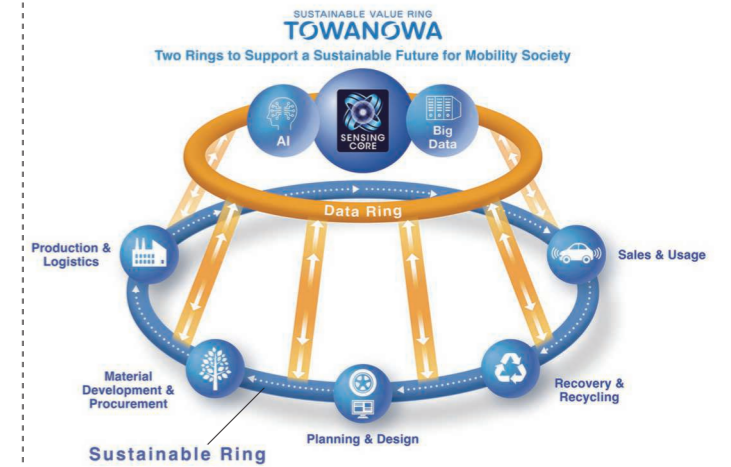 SUSTAINABLE VALUE RING
TOWANOWA
Two Rings to Support a Sustainable Future for Mobility Society
AI
SENSING
CORE
Big
Data
Data Ring
Production &
Logistics
Sales & Usage
Material
Development &
Procurement
Recovery &
Recycling
Planning & Design
Sustainable Ring